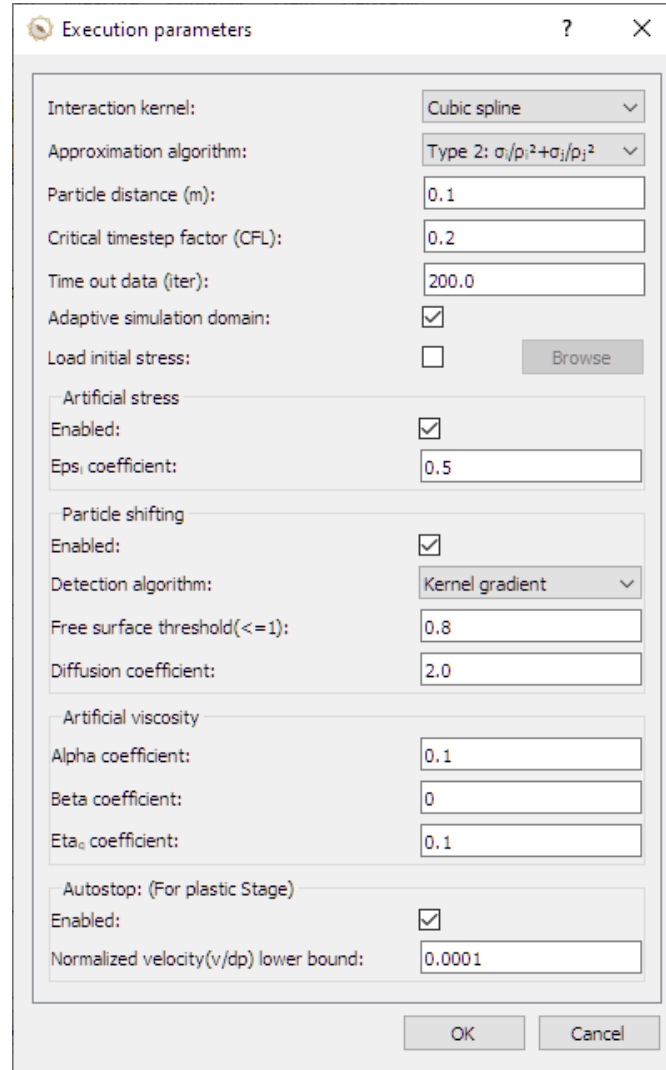 Execution parameters ?
Interaction kernel: Cubic spline
Approximation algorithm: Type 2: σᵢ/ρᵢ²+σⱼ/ρⱼ²
Particle distance (m): 0.1
Critical timestep factor (CFL): 0.2
Time out data (iter): 200.0
Adaptive simulation domain:
Load initial stress: Browse
Artificial stress
Enabled:
Epsᵢ coefficient: 0.5
Particle shifting
Enabled:
Detection algorithm: Kernel gradient
Free surface threshold(<=1): 0.8
Diffusion coefficient: 2.0
Artificial viscosity
Alpha coefficient: 0.1
Beta coefficient: 0
Eta coefficient: 0.1
Autostop: (For plastic Stage)
Enabled:
Normalized velocity(v/dp) lower bound: 0.0001
OK Cancel